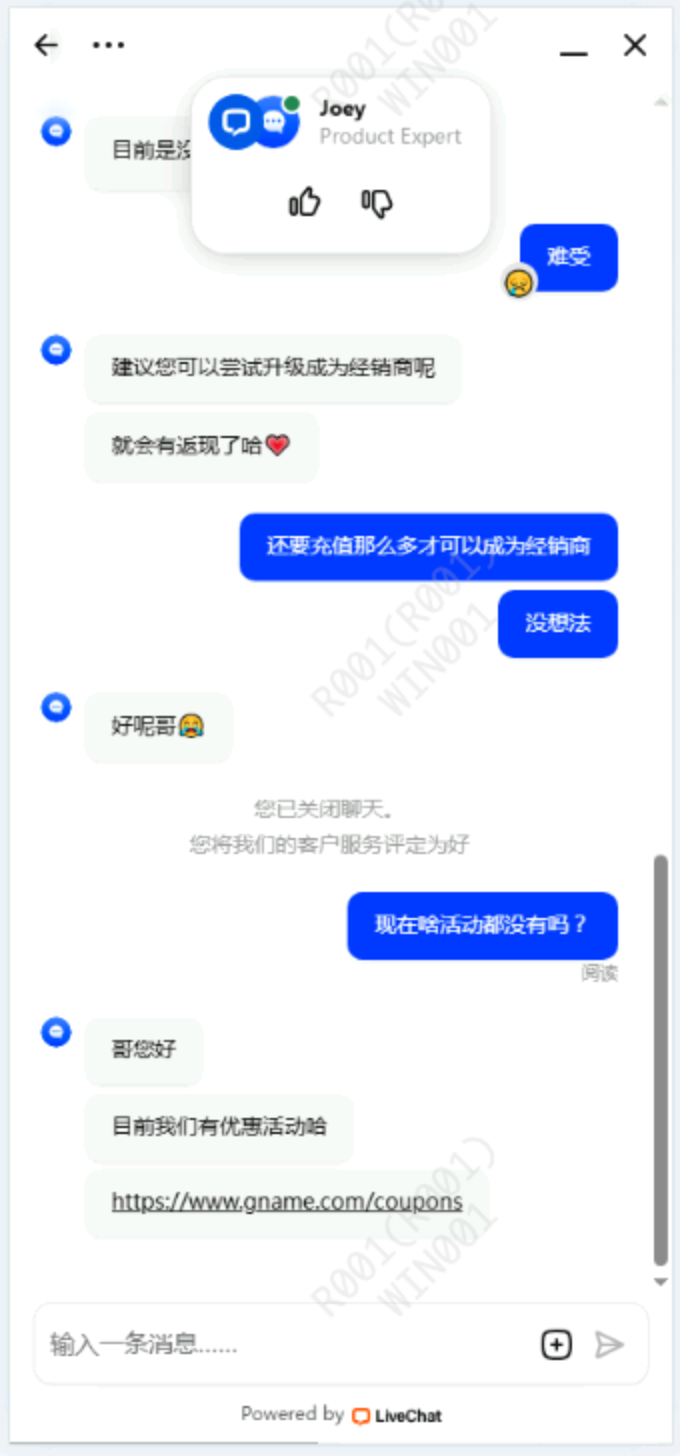 R001(R001)
WIN001
Joey
Product Expert
目前是没
难受
建议您可以尝试升级成为经销商呢
就会有返现了哈❤️
还要充值那么多才可以成为经销商
没想法
R001(R001)
WIN001
好呢哥😭
您已关闭聊天。
您将我们的客户服务评定为好
现在啥活动都没有吗？
阅读
哥您好
目前我们有优惠活动哈
https://www.gname.com/coupons
R001(R001)
WIN001
输入一条消息......
Powered by LiveChat